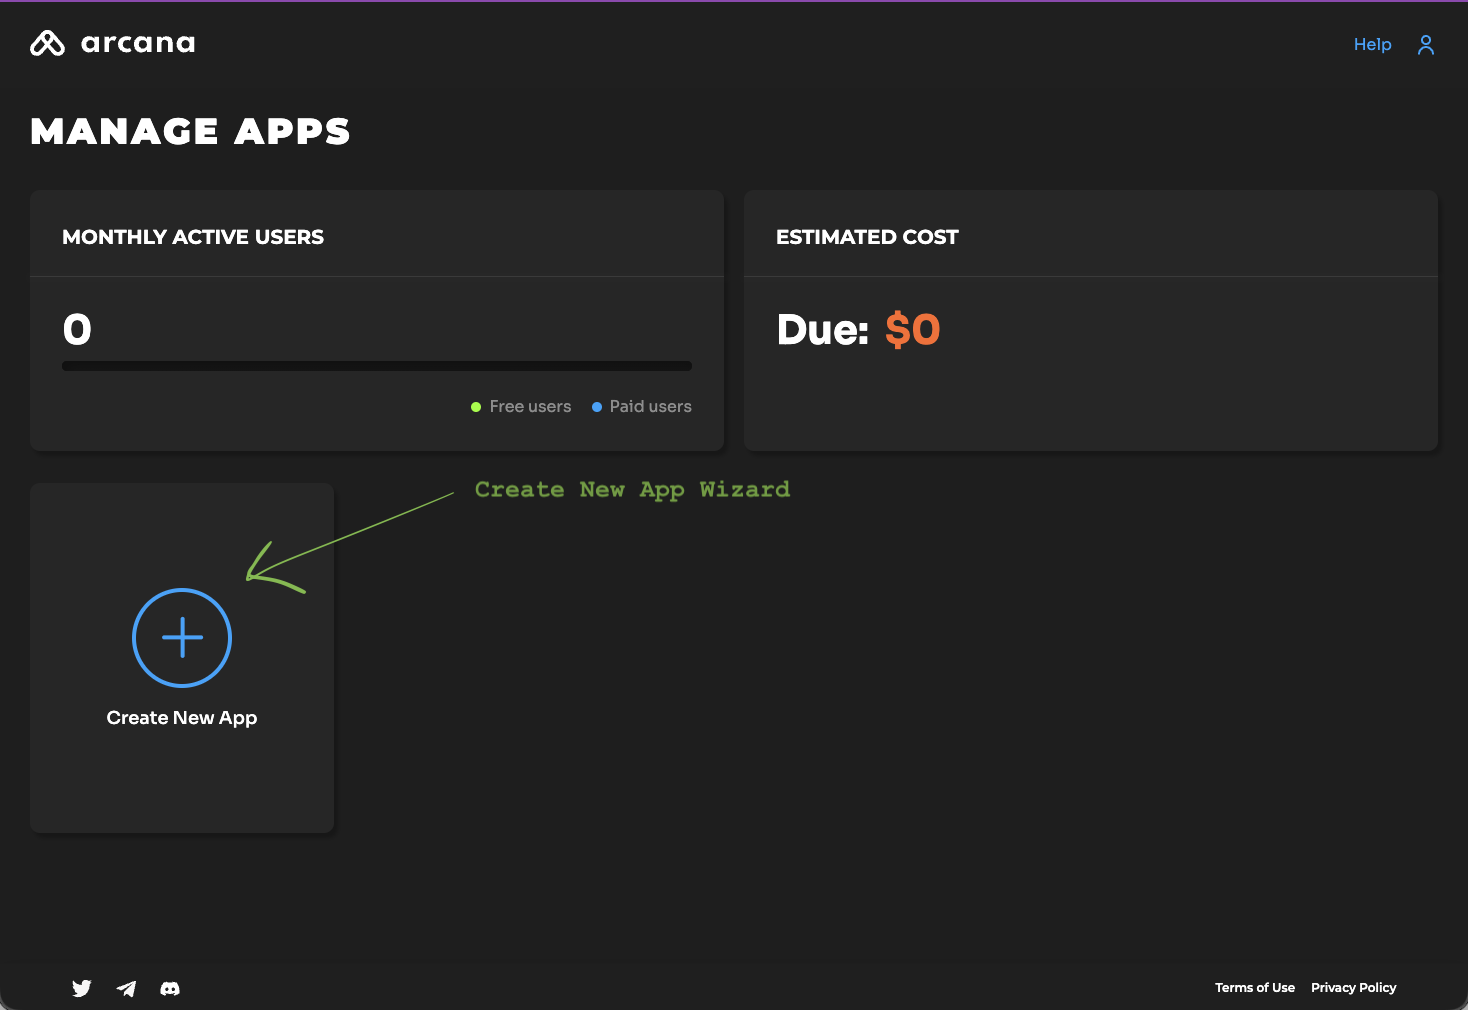 arcana
Help
MANAGE APPS
MONTHLY ACTIVE USERS
0
Free users
Paid users
ESTIMATED COST
Due: $0
Create New App Wizard
Create New App
Terms of Use
Privacy Policy